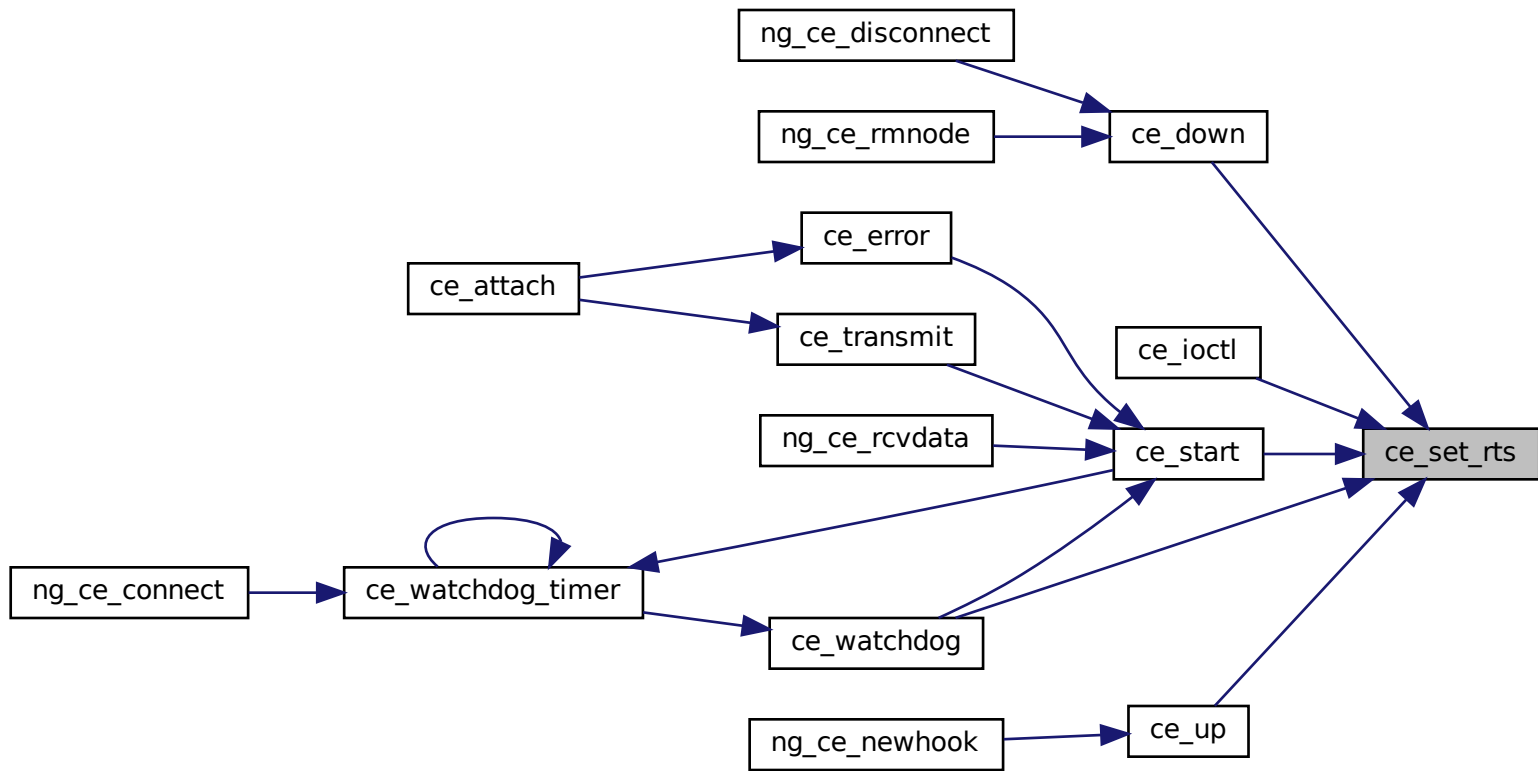 ng_ce_disconnect
ng_ce_rmnode
ce_down
ce_error
ce_attach
ce_transmit
ce_ioctl
ng_ce_rcvdata
ce_start
ce_set_rts
ng_ce_connect
ce_watchdog_timer
ce_watchdog
ng_ce_newhook
ce_up